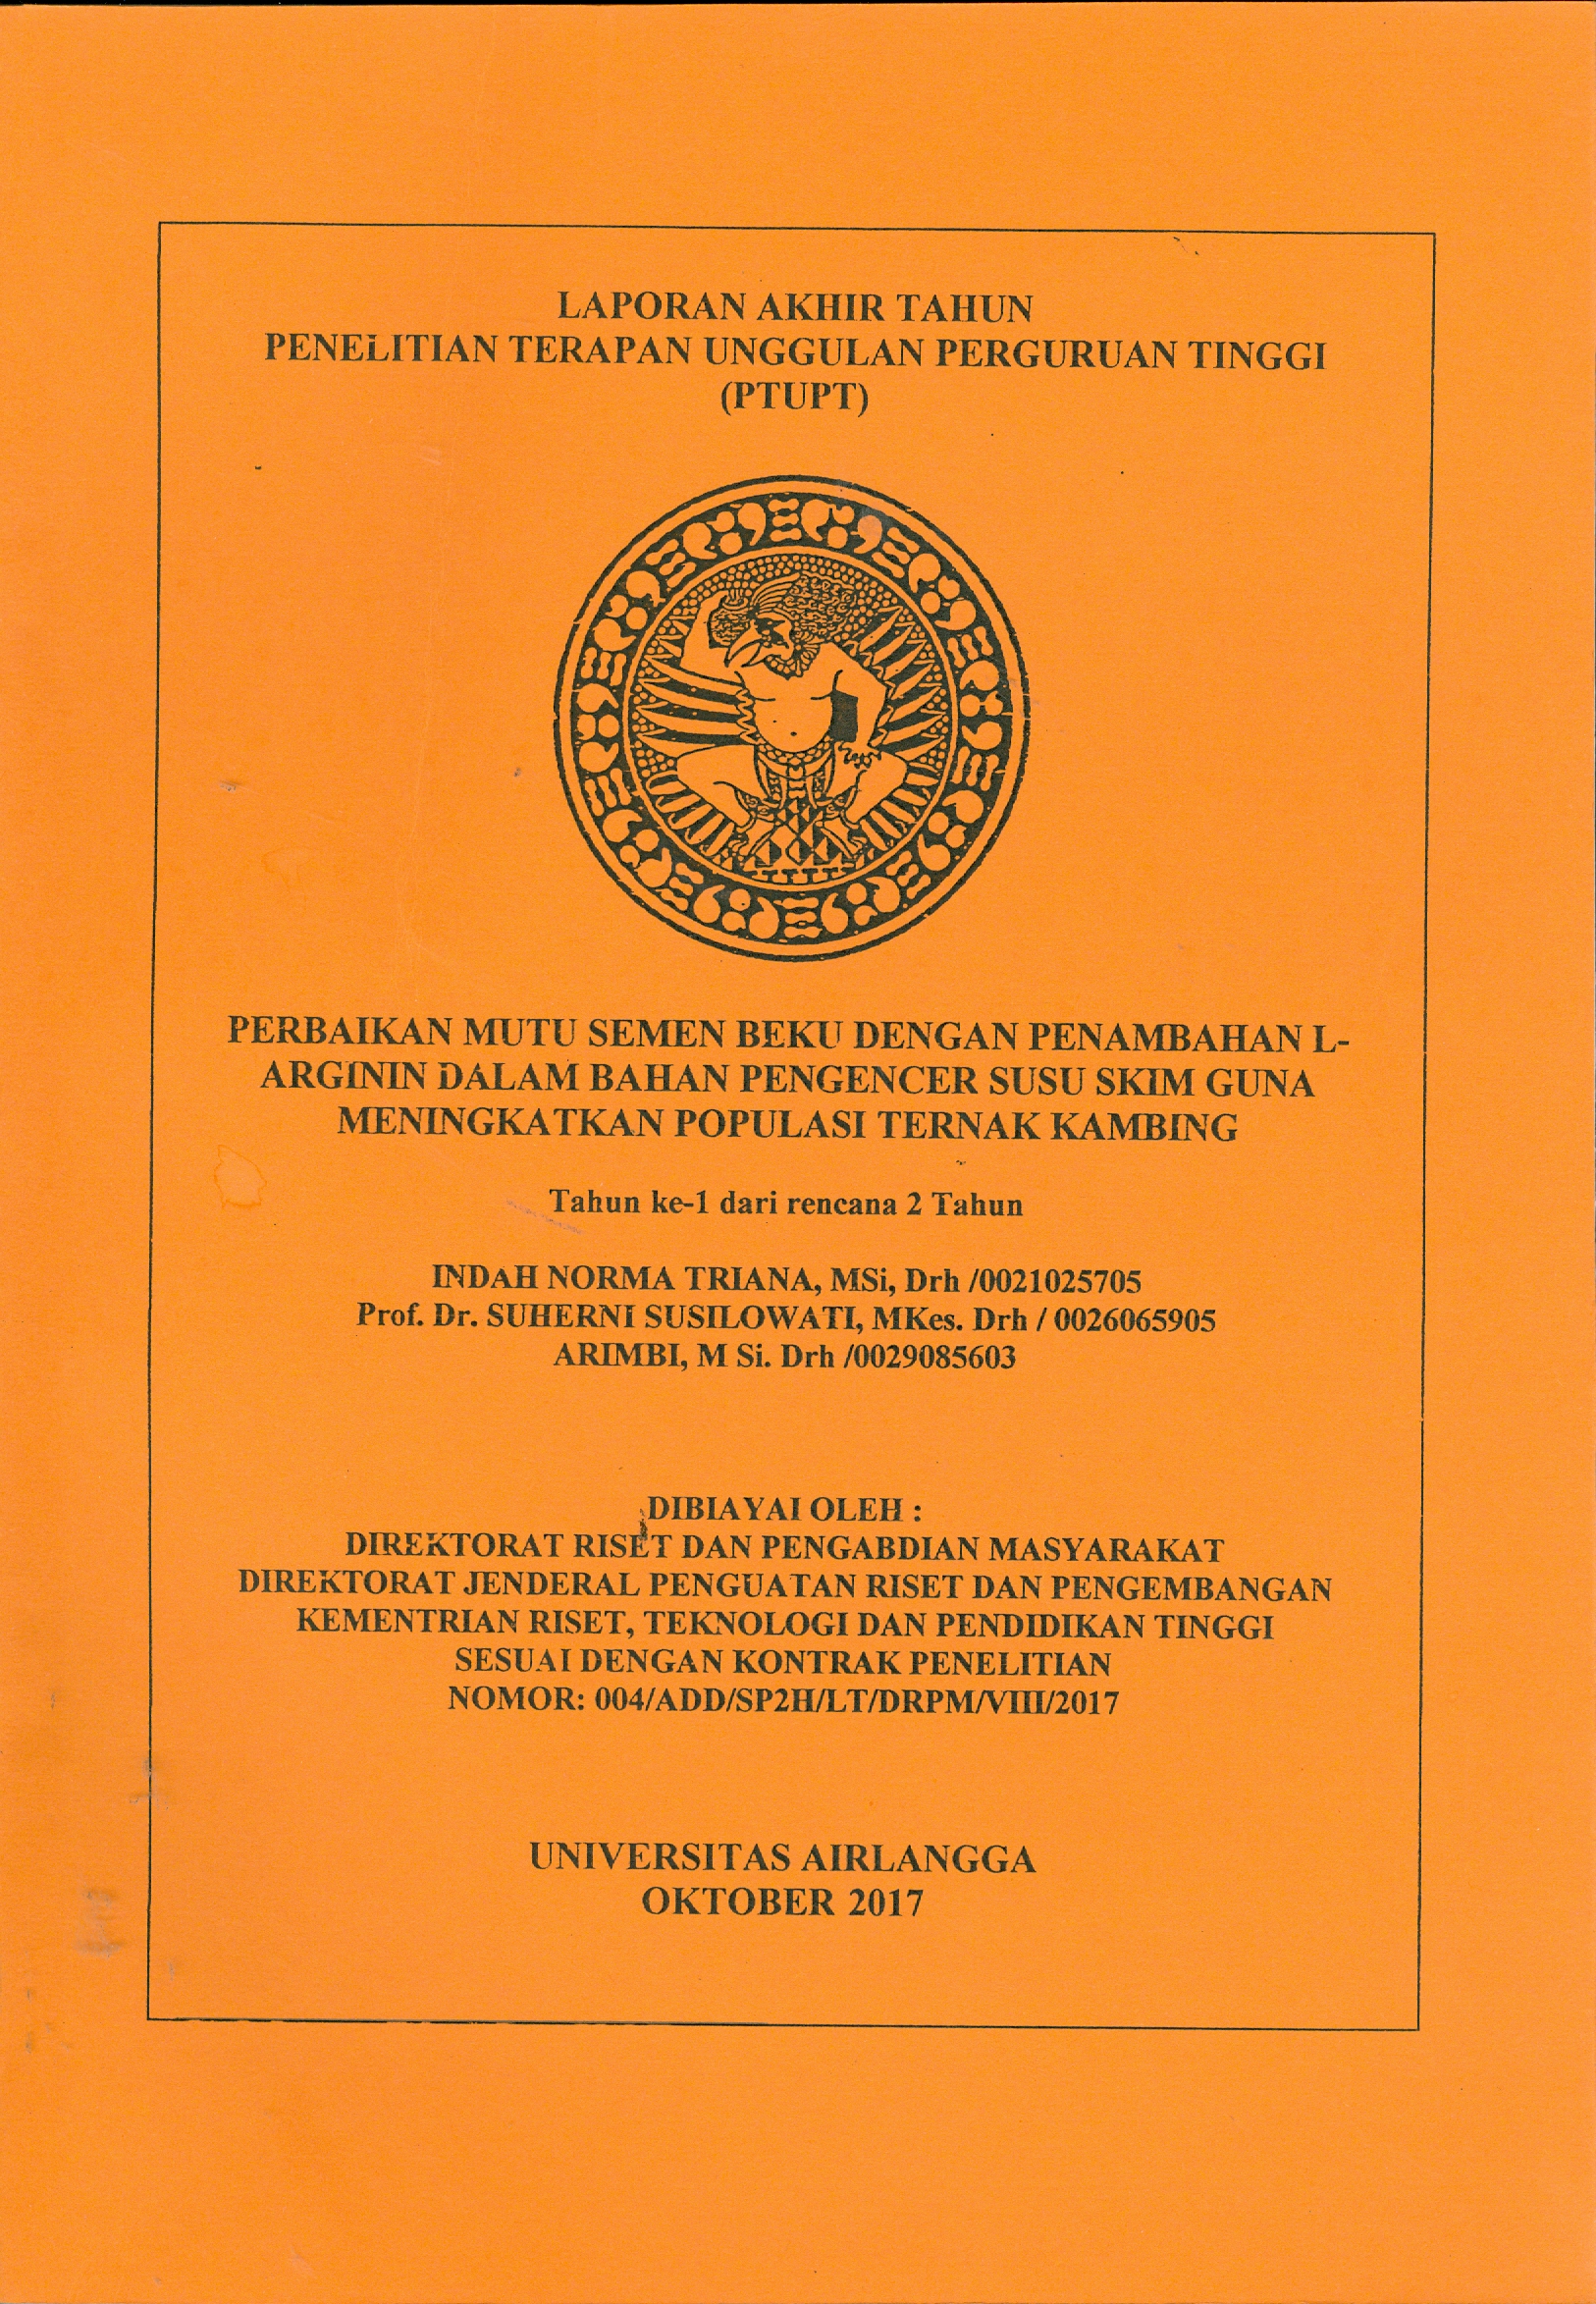 LAPORAN AKHIR TAHUN
PENELITIAN TERAPAN UNGGULAN PERGURUAN TINGGI
(PTUPT)
PERBAIKAN MUTU SEMEN BEKU DENGAN PENAMBAHAN L-
ARGININ DALAM BAHAN PENGENCER SUSU SKIM GUNA
MENINGKATKAN POPULASI TERNAK KAMBING
Tahun ke-1 dari rencana 2 Tahun
INDAH NORMA TRIANA, MSi, Drh /0021025705
Prof. Dr. SUHERNI SUSILOWATI, MKes. Drh / 0026065905
ARIMBI, M Si. Drh /0029085603
DIBIAYAI OLEH :
DIREKTORAT RISET DAN PENGABDIAN MASYARAKAT
DIREKTORAT JENDERAL PENGUATAN RISET DAN PENGEMBANGAN
KEMENTRIAN RISET, TEKNOLOGI DAN PENDIDIKAN TINGGI
SESUAI DENGAN KONTRAK PENELITIAN
NOMOR: 004/ADD/SP2H/LT/DRPM/VIII/2017
UNIVERSITAS AIRLANGGA
OKTOBER 2017